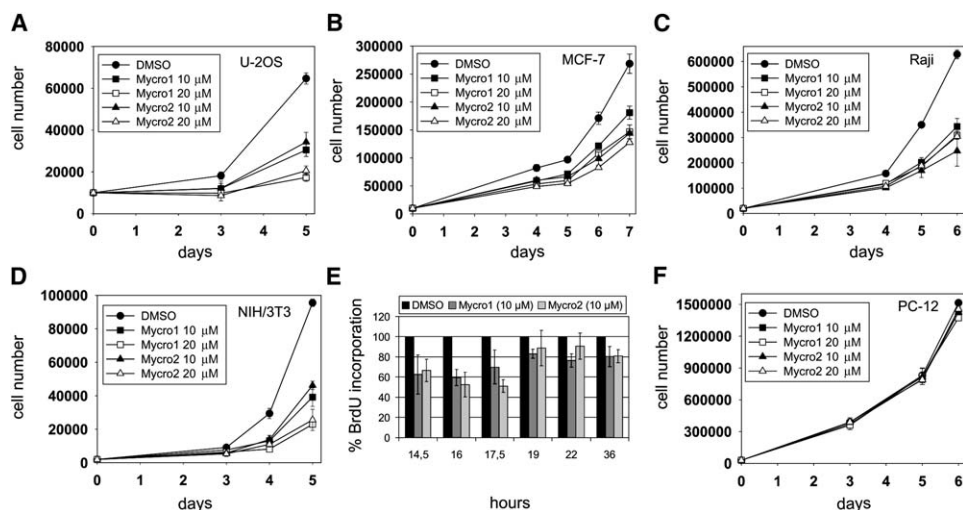 A
U-2OS
cell number
80000
60000
40000
20000
0
DMSO
Mycro1 10 µM
Mycro1 20 µM
Mycro2 10 µM
Mycro2 20 µM
0 1 2 3 4 5
days
B
MCF-7
cell number
300000
250000
200000
150000
100000
50000
0
DMSO
Mycro1 10 µM
Mycro1 20 µM
Mycro2 10 µM
Mycro2 20 µM
0 1 2 3 4 5 6 7
days
C
Raji
cell number
600000
500000
400000
300000
200000
100000
0
DMSO
Mycro1 10 µM
Mycro1 20 µM
Mycro2 10 µM
Mycro2 20 µM
0 1 2 3 4 5 6
days
D
NIH/3T3
cell number
100000
80000
60000
40000
20000
0
DMSO
Mycro1 10 µM
Mycro1 20 µM
Mycro2 10 µM
Mycro2 20 µM
0 1 2 3 4 5
days
E
% BrdU incorporation
DMSO Mycro1 (10 µM) Mycro2 (10 µM)
120
100
80
60
40
20
0
14,5 16 17,5 19 22 36
hours
F
PC-12
cell number
1500000
1200000
900000
600000
300000
0
DMSO
Mycro1 10 µM
Mycro1 20 µM
Mycro2 10 µM
Mycro2 20 µM
0 1 2 3 4 5 6
days